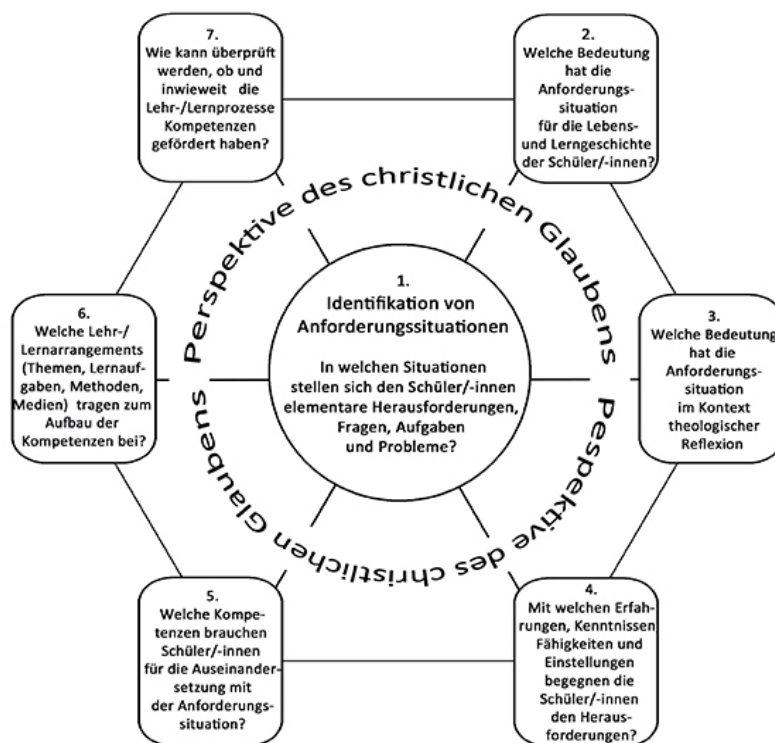 1.
Identifikation von
Anforderungssituationen
In welchen Situationen
stellen sich den Schüler/-innen
elementare Herausforderungen,
Fragen, Aufgaben
und Probleme?
Perspektive des christlichen Glaubens
Pespektive des christlichen Glaubens
2.
Welche Bedeutung
hat die
Anforderungs-
situation
für die Lebens-
und Lerngeschichte
der Schüler/-innen?
3.
Welche Bedeutung
hat die
Anforderungs-
situation
im Kontext
theologischer
Reflexion
4.
Mit welchen Erfah-
rungen, Kenntnissen
Fähigkeiten und
Einstellungen
begegnen die
Schüler/-innen
den Heraus-
forderungen?
5.
Welche Kompe-
tenzen brauchen
Schüler/-innen
für die Auseinander-
setzung mit
der Anforderungs-
situation?
6.
Welche Lehr-/
Lernarrangements
(Themen, Lernauf-
gaben, Methoden,
Medien) tragen zum
Aufbau der
Kompetenzen bei?
7.
Wie kann überprüft
werden, ob und
inwieweit die
Lehr-/Lernprozesse
Kompetenzen
gefördert haben?